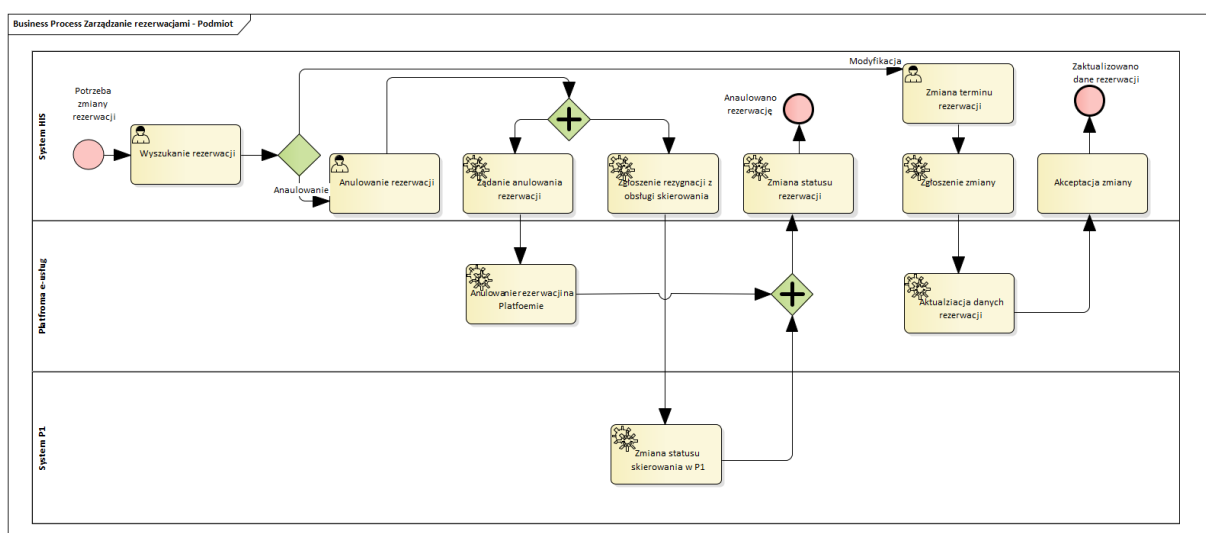 Business Process Zarządzanie rezerwacjami - Podmiot
System HIS
Potrzeba
zmiany
rezerwacji
Wyszukanie rezerwacji
Anaulowanie
Anulowanie rezerwacji
Żądanie anulowania
rezerwacji
Zgłoszenie rezygnacji z
obsługi skierowania
Anaulowano
rezerwację
Zmiana statusu
rezerwacji
Modyfikacja
Zmiana terminu
rezerwacji
Zgłoszenie zmiany
Zaktualizowano
dane rezerwacji
Akceptacja zmiany
Platfroma e-usług
Anulowanie rezerwacji na
Platfoemie
Aktualziacja danych
rezerwacji
System P1
Zmiana statusu
skierowania w P1